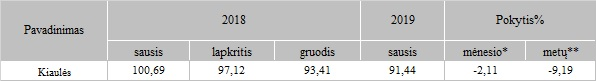 Pavadinimas 2018 2019 Pokytis%
sausis lapkritis gruodis sausis mėnesio* metų**
Kiaulės 100,69 97,12 93,41 91,44 -2,11 -9,19